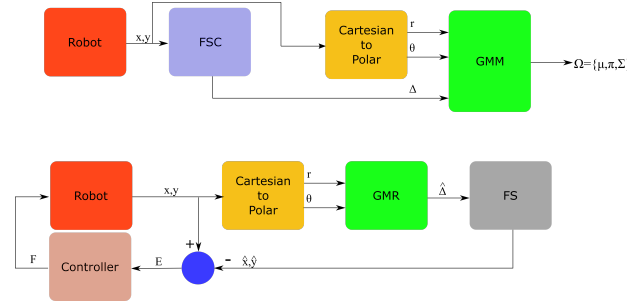 Robot
x,y
FSC
Cartesian
to
Polar
r
θ
Δ
GMM
Ω={μ,π,Σ
Robot
x,y
Cartesian
to
Polar
r
θ
GMR
Δ̂
FS
F
Controller
E
+
-
x̂,ŷ